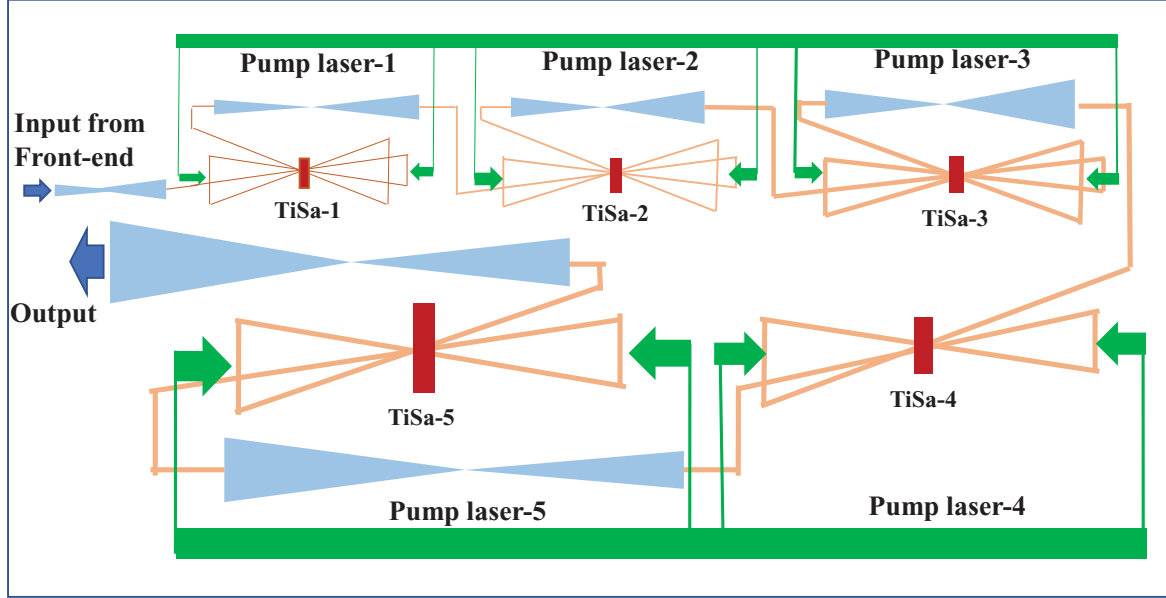 Pump laser-1
Pump laser-2
Pump laser-3
Input from
Front-end
TiSa-1
TiSa-2
TiSa-3
Output
TiSa-5
TiSa-4
Pump laser-5
Pump laser-4